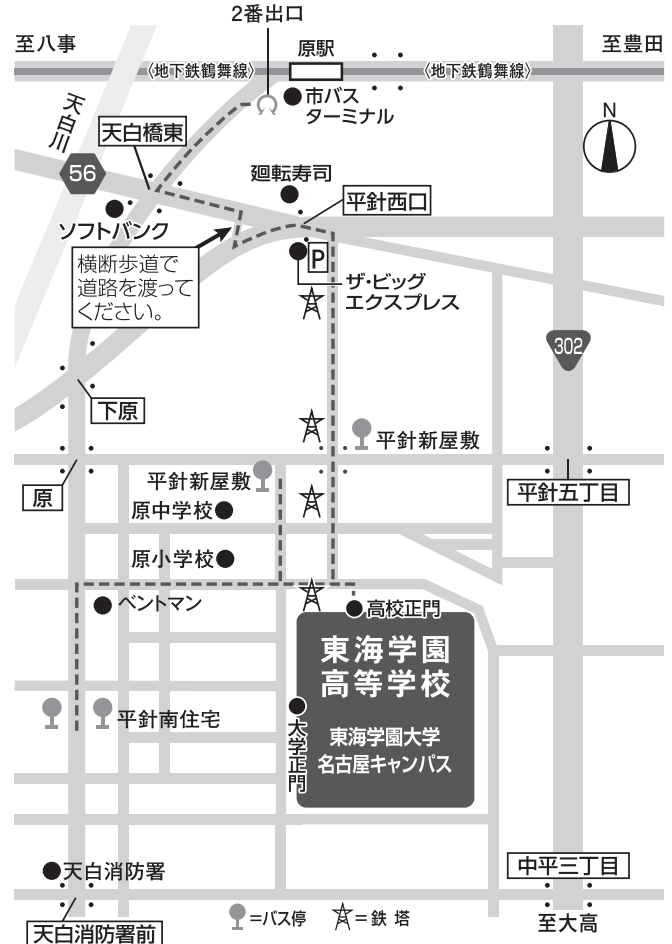 2番出口
至八事
原駅
至豊田
〈地下鉄鶴舞線〉
〈地下鉄鶴舞線〉
市バス
ターミナル
天白川
天白橋東
N
56
廻転寿司
平針西口
ソフトバンク
横断歩道で
道路を渡って
ください。
P
ザ・ビッグ
エクスプレス
302
下原
平針新屋敷
原
平針新屋敷
平針五丁目
原中学校
原小学校
ベントマン
高校正門
東海学園
高等学校
平針南住宅
大学正門
東海学園大学
名古屋キャンパス
天白消防署
中平三丁目
天白消防署前
=バス停
=鉄 塔
至大高